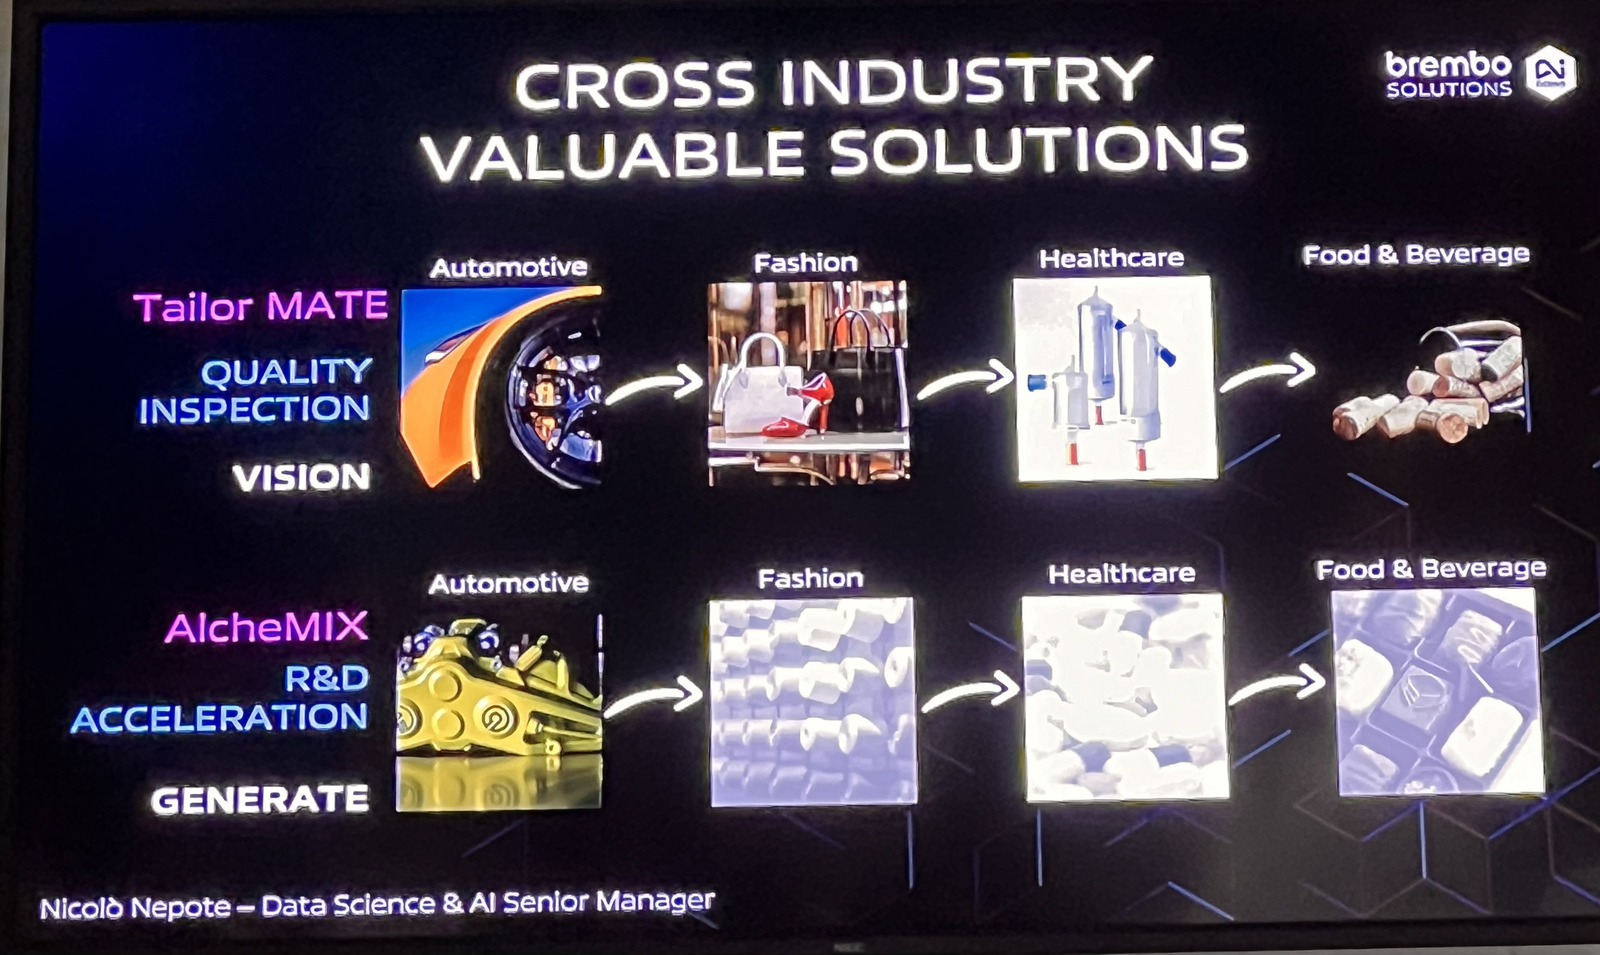 CROSS INDUSTRY
VALUABLE SOLUTIONS
brembo
SOLUTIONS
Automotive
Fashion
Healthcare
Food & Beverage
Tailor MATE
QUALITY
INSPECTION
VISION
Automotive
Fashion
Healthcare
Food & Beverage
AlcheMIX
R&D
ACCELERATION
GENERATE
Nicolò Nepote – Data Science & AI Senior Manager